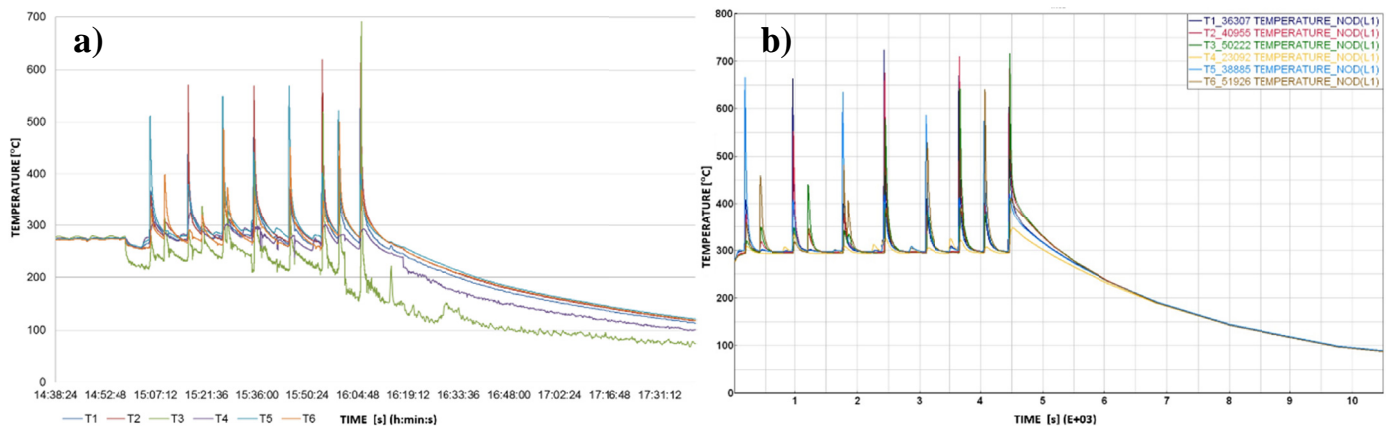 a)
TEMPERATURE [°C]
700
600
500
400
300
200
100
0
14:38:24 14:52:48 15:07:12 15:21:36 15:36:00 15:50:24 16:04:48 16:19:12 16:33:36 16:48:00 17:02:24 17:16:48 17:31:12
TIME [s] (h:min:s)
T1 T2 T3 T4 T5 T6
b)
TEMPERATURE [°C]
800
700
600
500
400
300
200
100
0
T1_36307 TEMPERATURE_NOD(L1)
T2_40955 TEMPERATURE_NOD(L1)
T3_50222 TEMPERATURE_NOD(L1)
T4_23092 TEMPERATURE_NOD(L1)
T5_38885 TEMPERATURE_NOD(L1)
T6_51926 TEMPERATURE_NOD(L1)
1 2 3 4 5 6 7 8 9 10
TIME [s] (E+03)